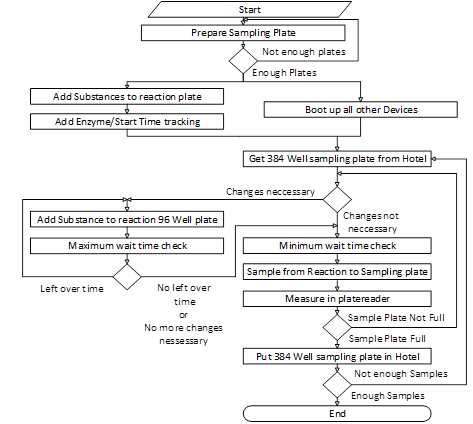 Start
Prepare Sampling Plate
Not enough plates
Enough Plates
Add Substances to reaction plate
Boot up all other Devices
Add Enzyme/Start Time tracking
Get 384 Well sampling plate from Hotel
Changes neccessary
Changes not
neccessary
Add Substance to reaction 96 Well plate
Maximum wait time check
Minimum wait time check
Sample from Reaction to Sampling plate
Left over time
No left over
time
or
No more changes
nessessary
Measure in platereader
Sample Plate Not Full
Sample Plate Full
Put 384 Well sampling plate in Hotel
Not enough Samples
Enough Samples
End